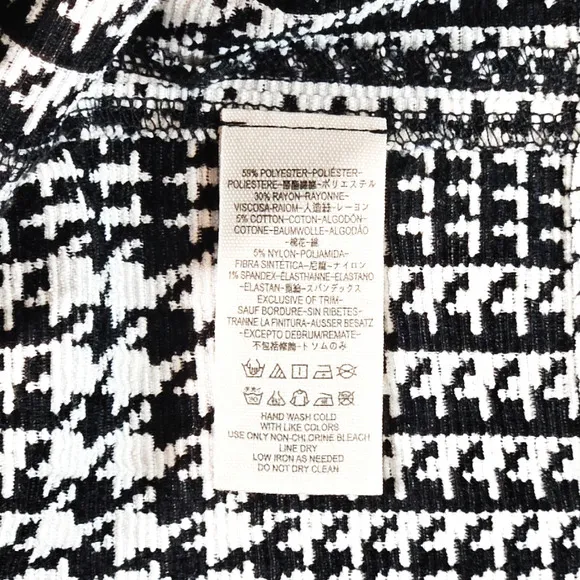 59% POLYESTER-POLIÉSTER-
POLIESTERE-聚酯纖維-ポリエステル
30% RAYON-RAYONNE-
VISCOSA-RAIOM-人造絲-レーヨン
5% COTTON-COTON-ALGODÓN-
COTONE-BAUMWOLLE-ALGODÃO
-棉花-綿
5% NYLON-POLIAMIDA-
FIBRA SINTÉTICA-尼龍-ナイロン
1% SPANDEX-ÉLASTHANNE-ELASTANO
-ELASTAN-スパンデックス
EXCLUSIVE OF TRIM-
SAUF BORDURE-SIN RIBETES-
TRANNE LA FINITURA-AUSSER BESATZ
-EXCEPTO DEBRUM/REMATE-
不包括修飾-トリムのみ
HAND WASH COLD
WITH LIKE COLORS
USE ONLY NON-CHLORINE BLEACH
LINE DRY
LOW IRON AS NEEDED
DO NOT DRY CLEAN